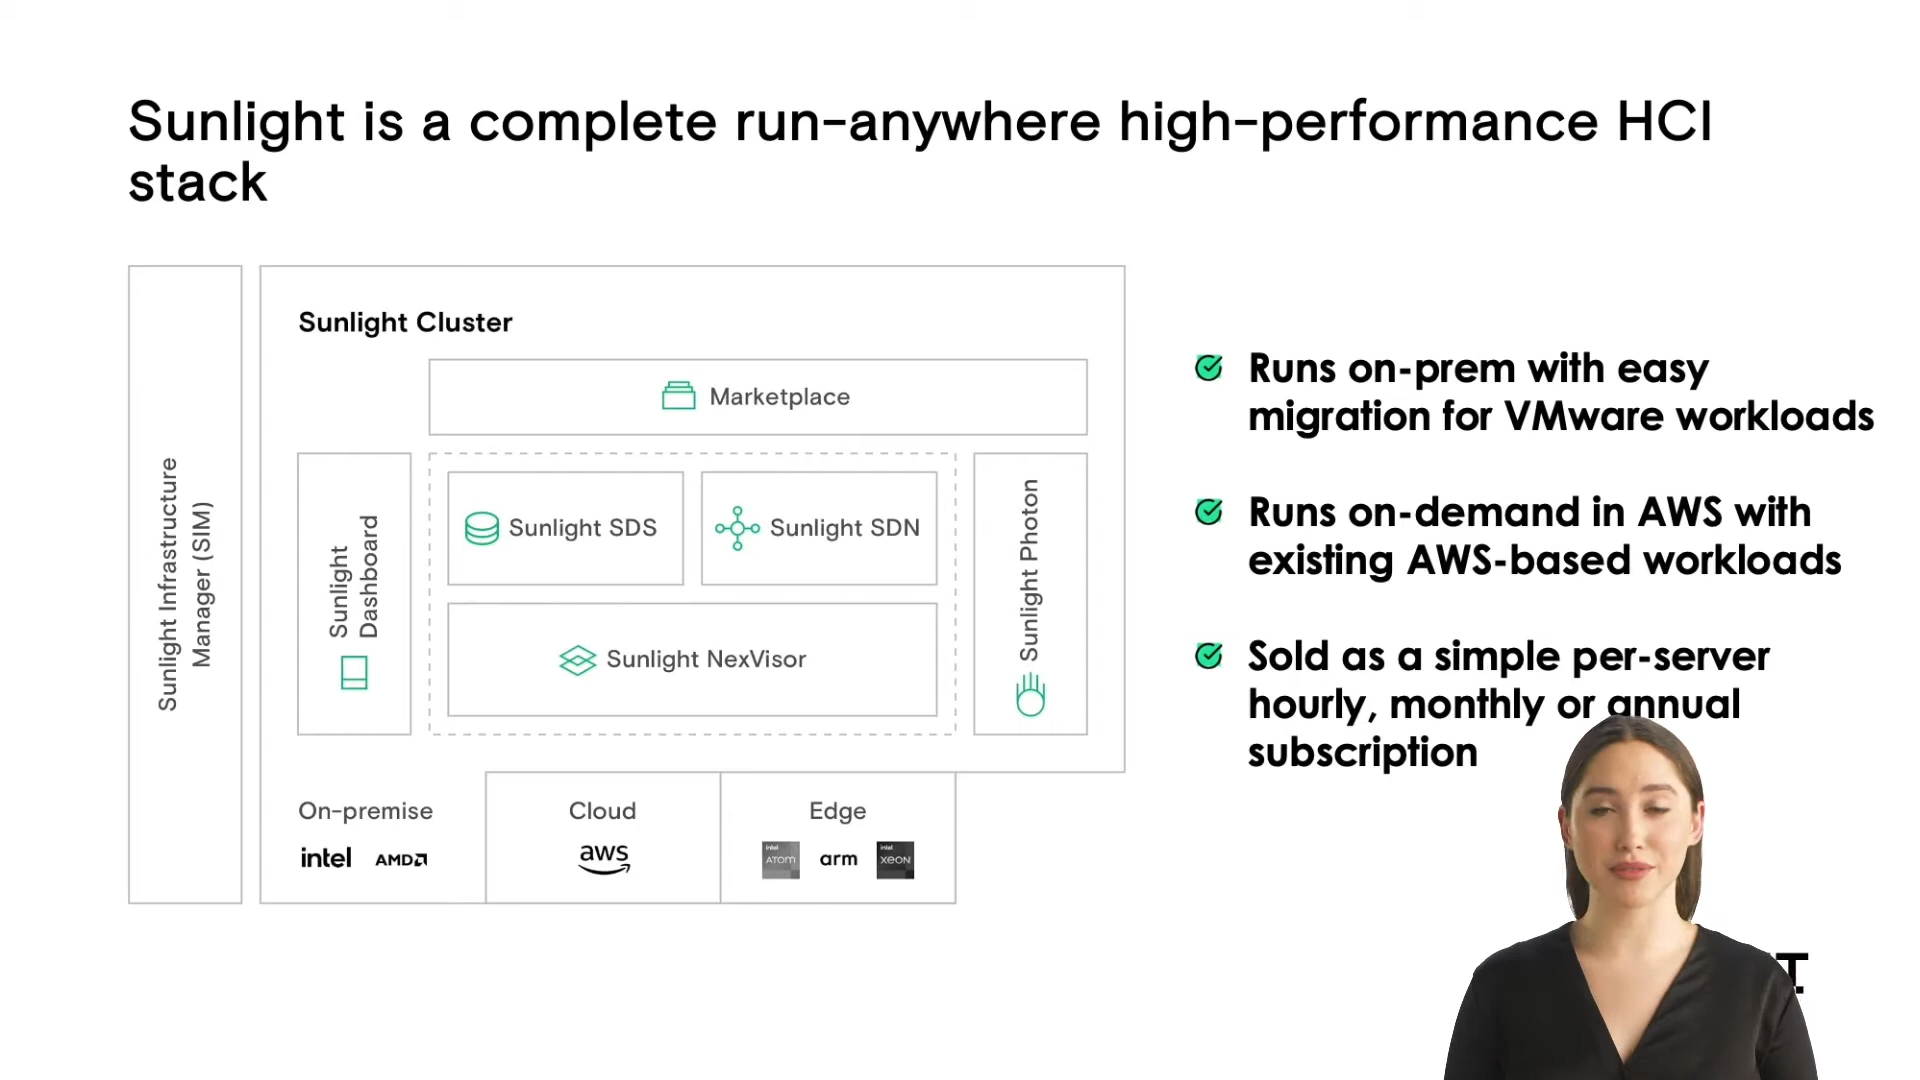 Sunlight is a complete run-anywhere high-performance HCI
stack
Sunlight Infrastructure
Manager (SIM)
Sunlight Cluster
Marketplace
Sunlight
Dashboard
Sunlight SDS
Sunlight SDN
Sunlight NexVisor
Sunlight Photon
On-premise
intel AMD
Cloud
aws
Edge
intel
ATOM
arm
intel
XEON
Runs on-prem with easy
migration for VMware workloads
Runs on-demand in AWS with
existing AWS-based workloads
Sold as a simple per-server
hourly, monthly or annual
subscription